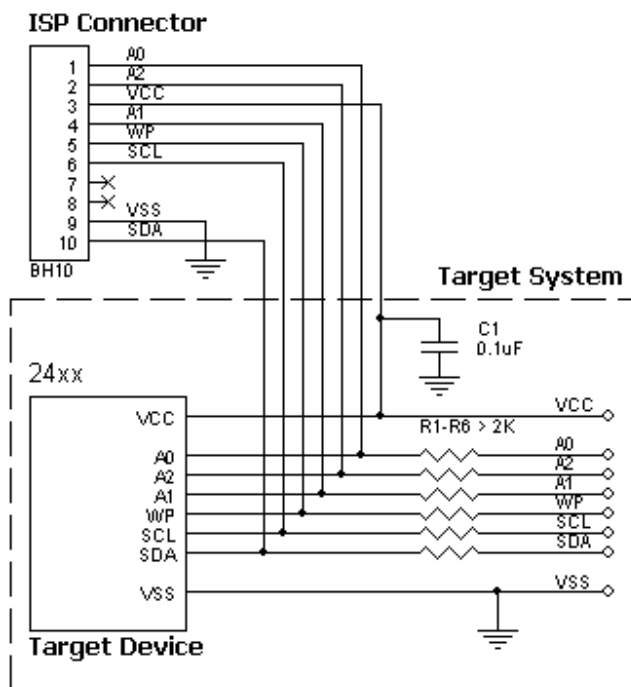 ISP Connector
1 A0
2 A2
3 VCC
4 A1
5 WP
6 SCL
7
8
9 VSS
10 SDA
BH10
Target System
C1
0.1uF
24xx
VCC VCC
R1-R6 > 2K
A0 A0
A2 A2
A1 A1
WP WP
SCL SCL
SDA SDA
VSS VSS
Target Device